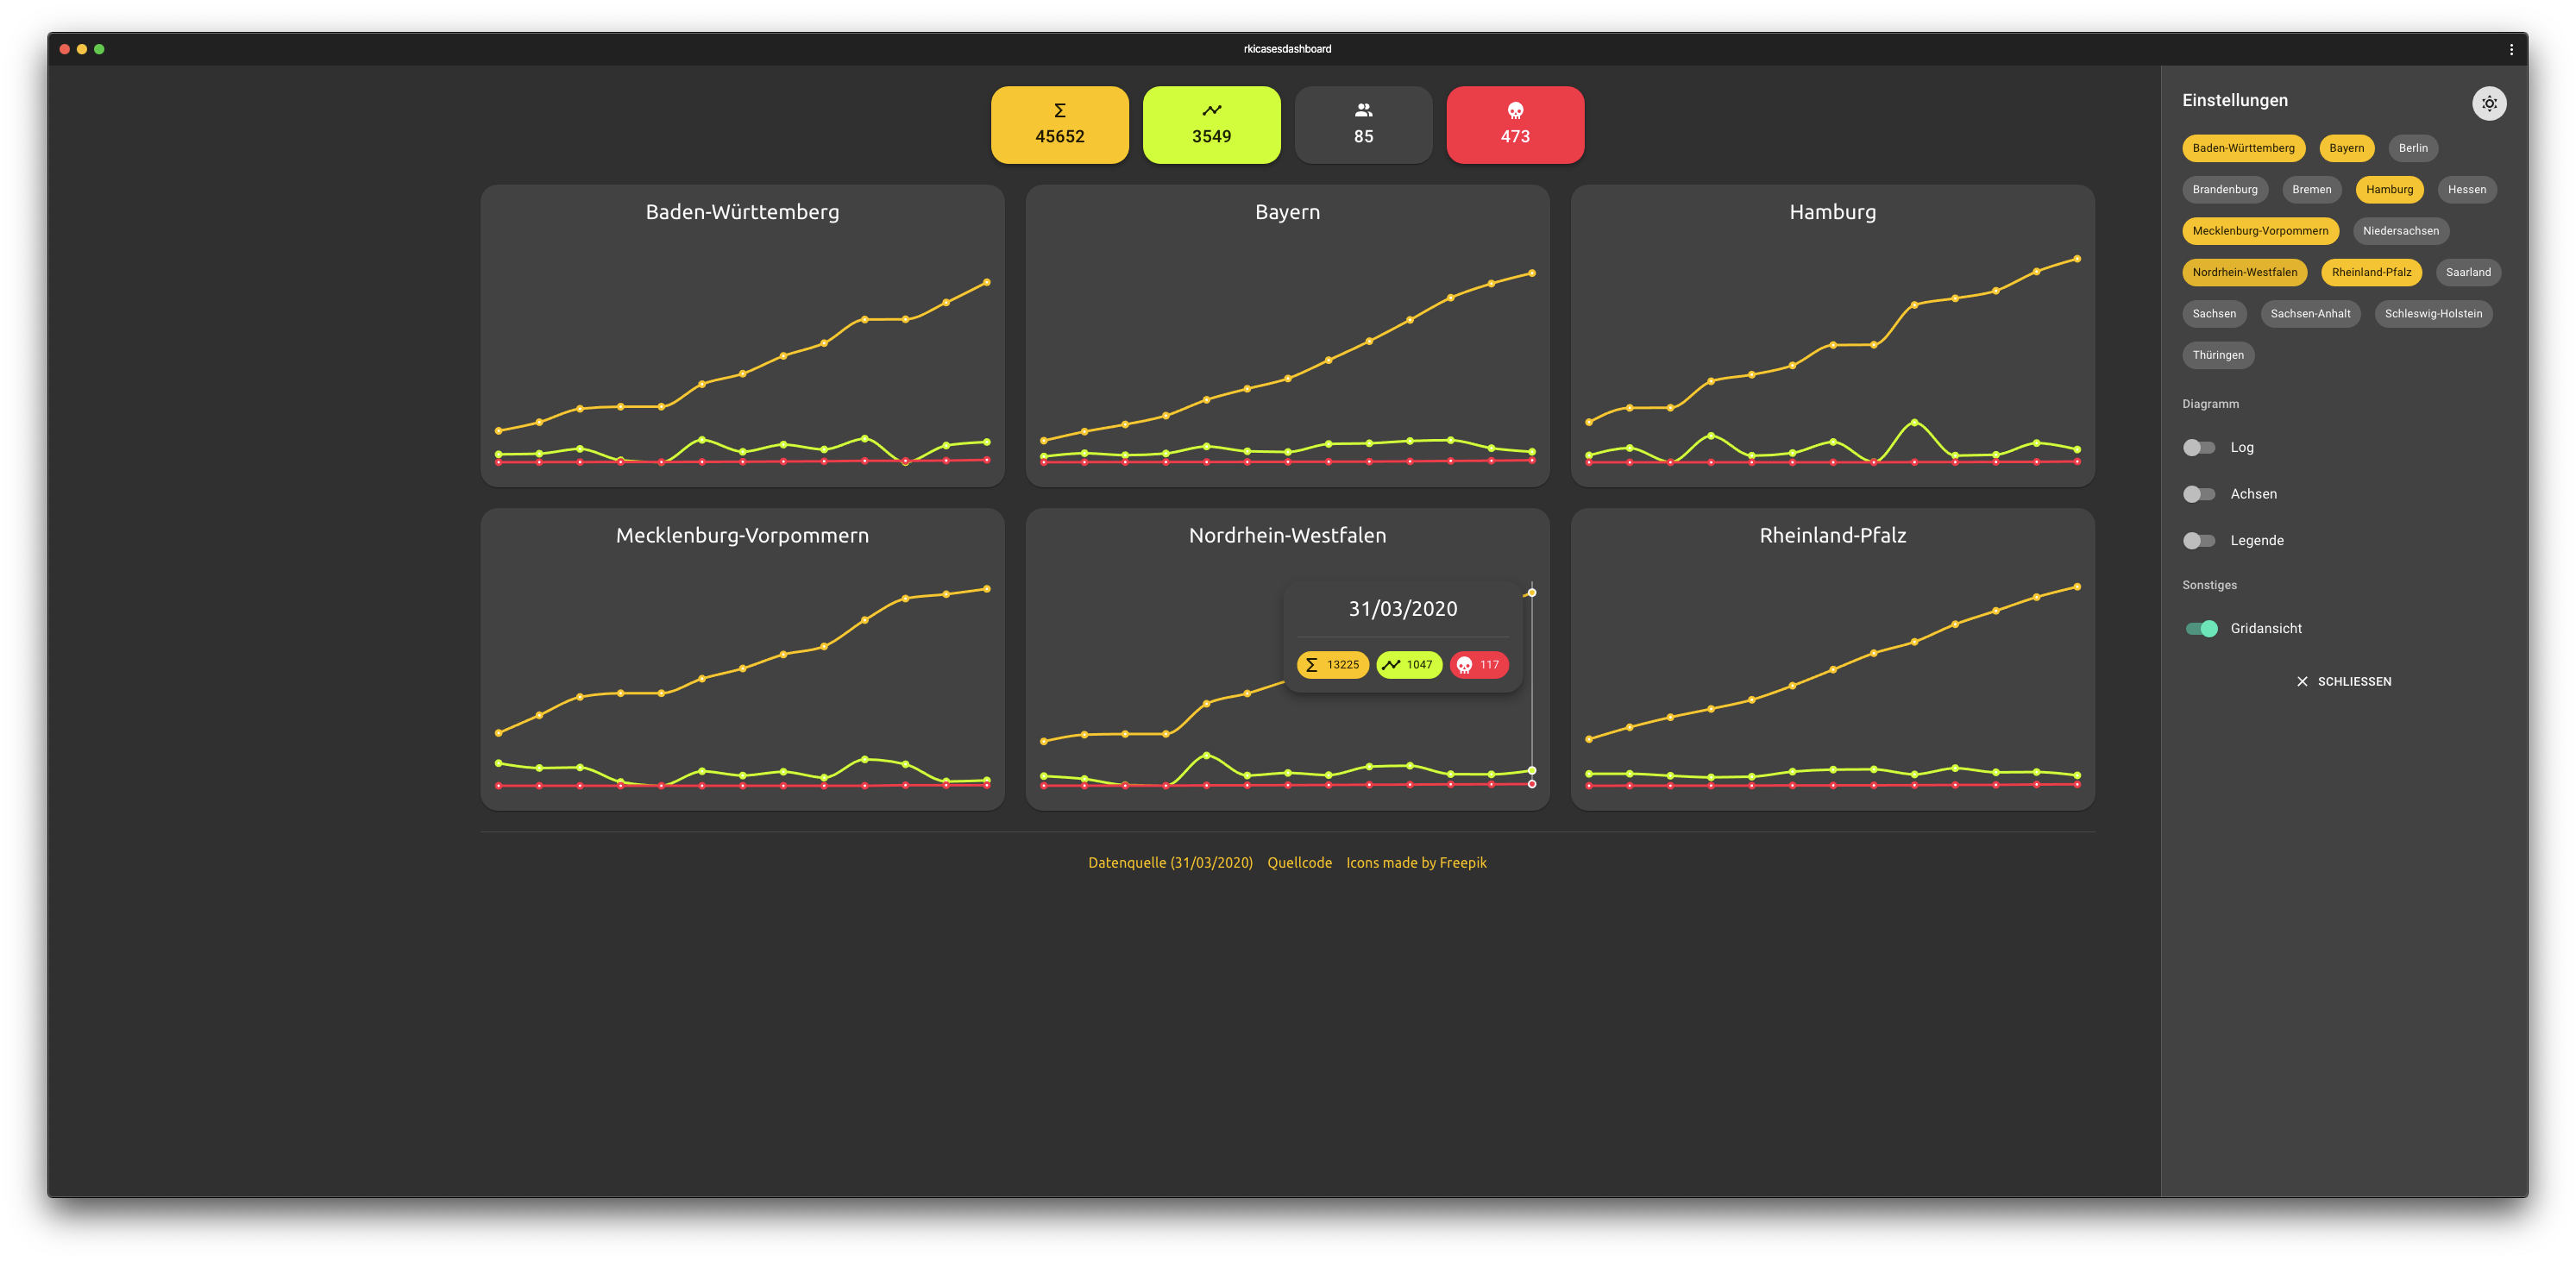 rkicasesdashboard
Σ
45652
3549
85
473
Baden-Württemberg
Bayern
Hamburg
Mecklenburg-Vorpommern
Nordrhein-Westfalen
31/03/2020
Σ 13225 1047 117
Rheinland-Pfalz
Datenquelle (31/03/2020) Quellcode Icons made by Freepik
Einstellungen
Baden-Württemberg Bayern Berlin
Brandenburg Bremen Hamburg Hessen
Mecklenburg-Vorpommern Niedersachsen
Nordrhein-Westfalen Rheinland-Pfalz Saarland
Sachsen Sachsen-Anhalt Schleswig-Holstein
Thüringen
Diagramm
Log
Achsen
Legende
Sonstiges
Gridansicht
SCHLIESSEN